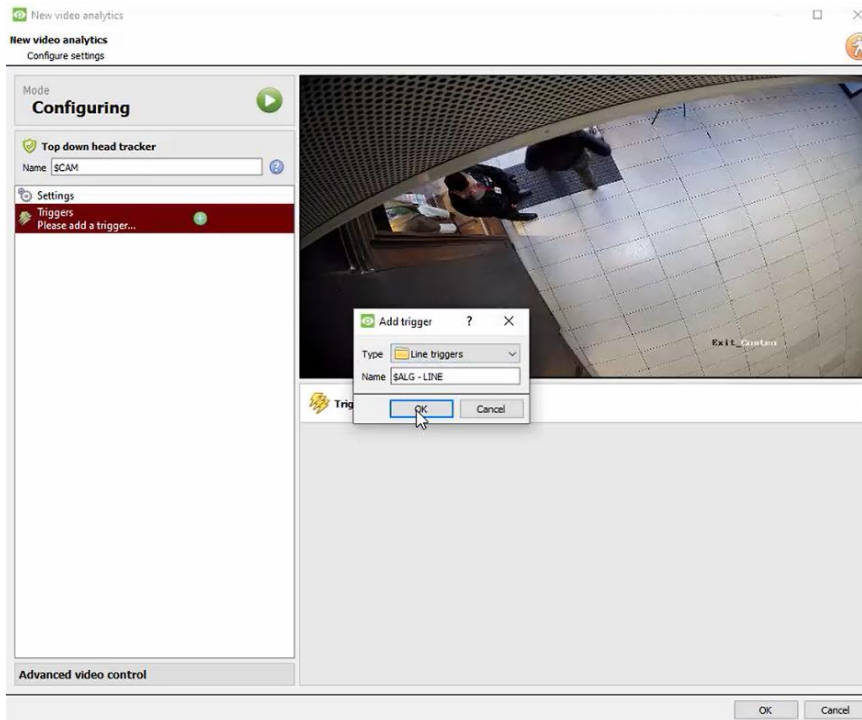 New video analytics
New video analytics
Configure settings
Mode
Configuring
Top down head tracker
Name $CAM
Settings
Triggers
Please add a trigger...
Exit_
Add trigger ?
Type Line triggers
Name $ALG - LINE
OK Cancel
Trig
Advanced video control
OK Cancel